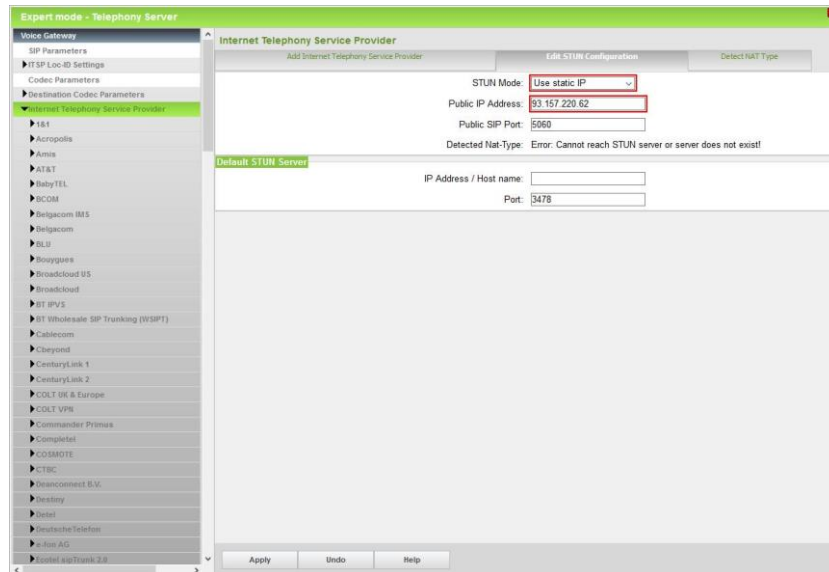 Expert mode - Telephony Server
Voice Gateway
SIP Parameters
ITSP Loc-ID Settings
Codec Parameters
Destination Codec Parameters
Internet Telephony Service Provider
1&1
Acropolis
Amis
AT&T
BabyTEL
BCOM
Belgacom IMS
Belgacom
BLU
Bouygues
Broadcloud US
Broadcloud
BT IPVS
BT Wholesale SIP Trunking (WSIPT)
Cablecom
Cbeyond
CenturyLink 1
CenturyLink 2
COLT UK & Europe
COLT VPN
Commander Primus
Completel
COSMOTE
CTBC
Deanconnect B.V.
Destiny
Detel
DeutscheTelefon
e-fon AG
Ecotel sipTrunk 2.0
Internet Telephony Service Provider
Add Internet Telephony Service Provider
Edit STUN Configuration
Detect NAT Type
STUN Mode: Use static IP
Public IP Address: 93.157.220.62
Public SIP Port: 5060
Detected Nat-Type: Error: Cannot reach STUN server or server does not exist!
Default STUN Server
IP Address / Host name:
Port: 3478
Apply
Undo
Help